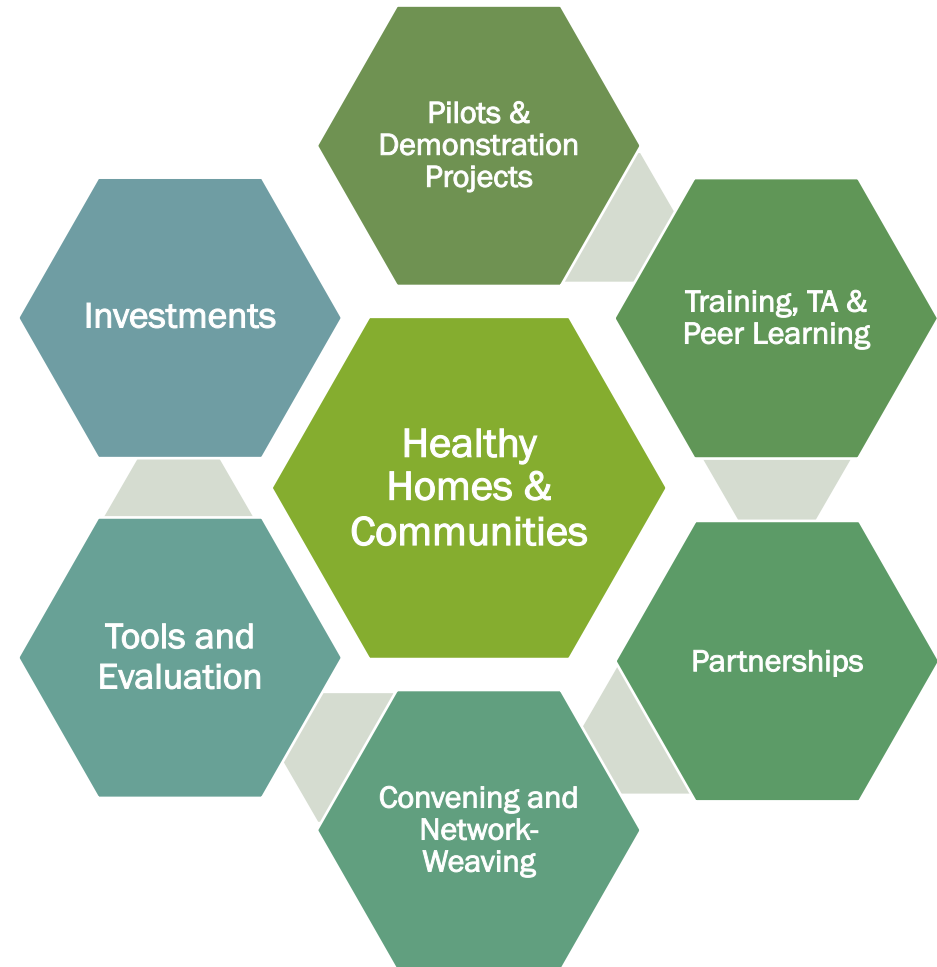 Pilots &
Demonstration
Projects
Training, TA &
Peer Learning
Investments
Healthy
Homes &
Communities
Tools and
Evaluation
Partnerships
Convening and
Network-
Weaving